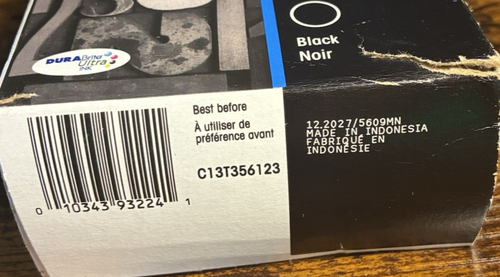 DURABrite
Ultra
INK
Black
Noir
Best before
À utiliser de
préférence avant
C13T356123
12.2027/5609MN
MADE IN INDONESIA
FABRIQUÉ EN
INDONÉSIE
0 10343 93224 1